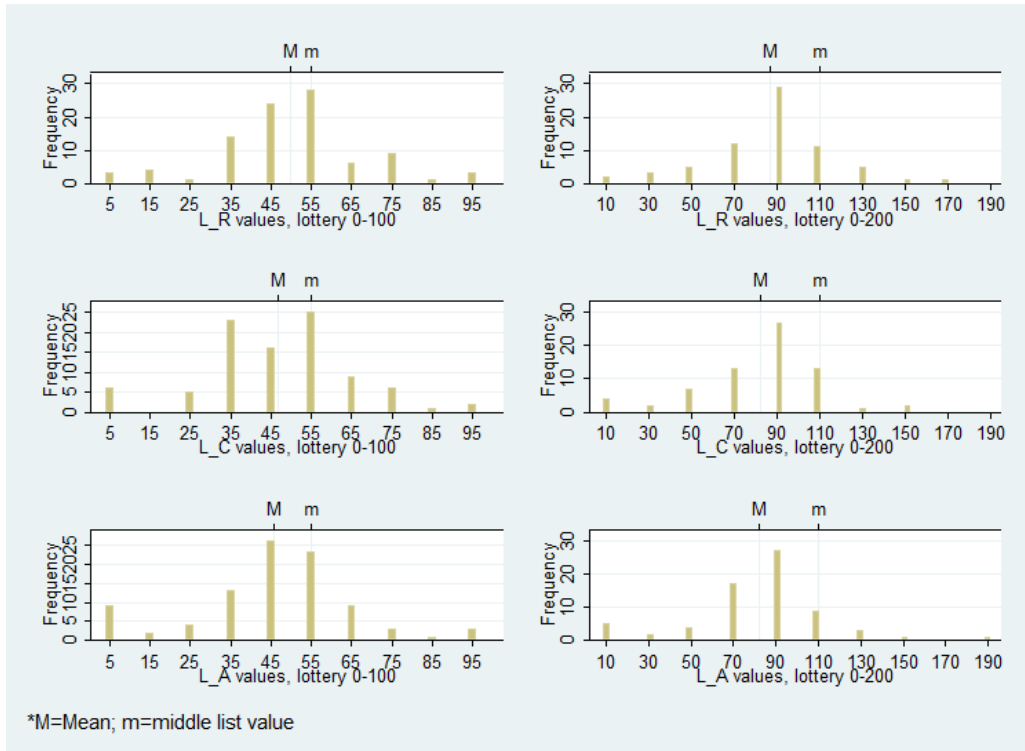 M m
Frequency
0 10 20 30
5 15 25 35 45 55 65 75 85 95
L_R values, lottery 0-100
M m
Frequency
0 10 20 30
10 30 50 70 90 110 130 150 170 190
L_R values, lottery 0-200
M m
Frequency
0 5 10 15 20 25
5 15 25 35 45 55 65 75 85 95
L_C values, lottery 0-100
M m
Frequency
0 10 20 30
10 30 50 70 90 110 130 150 170 190
L_C values, lottery 0-200
M m
Frequency
0 5 10 15 20 25
5 15 25 35 45 55 65 75 85 95
L_A values, lottery 0-100
M m
Frequency
0 10 20 30
10 30 50 70 90 110 130 150 170 190
L_A values, lottery 0-200
*M=Mean; m=middle list value